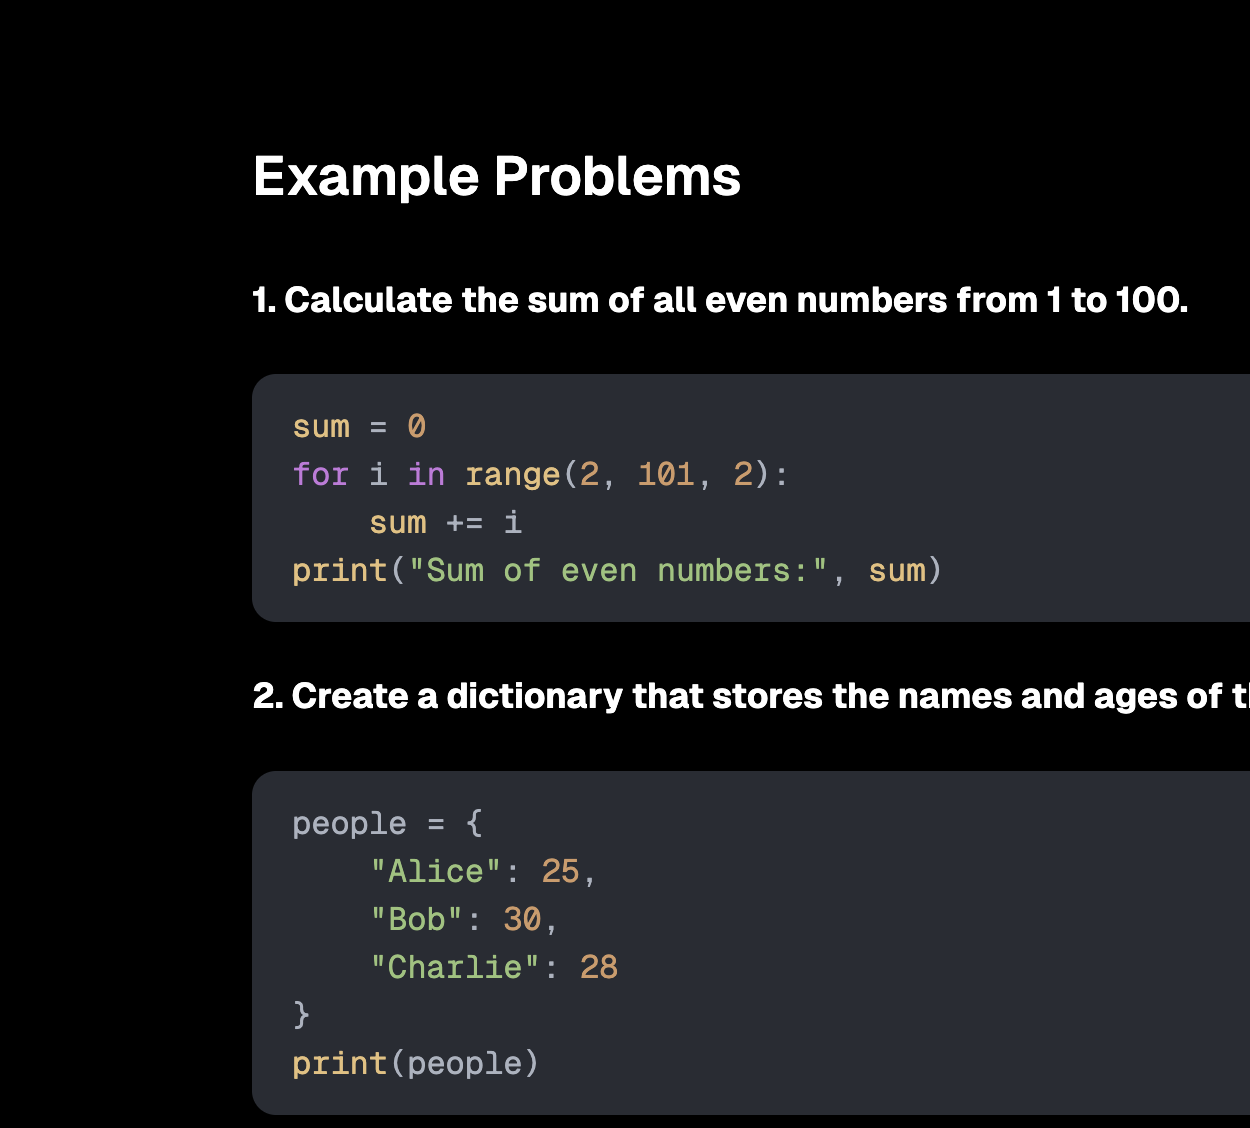 Example Problems
1. Calculate the sum of all even numbers from 1 to 100.
sum = 0
for i in range(2, 101, 2):
    sum += i
print("Sum of even numbers:", sum)
2. Create a dictionary that stores the names and ages of
people = {
    "Alice": 25,
    "Bob": 30,
    "Charlie": 28
}
print(people)